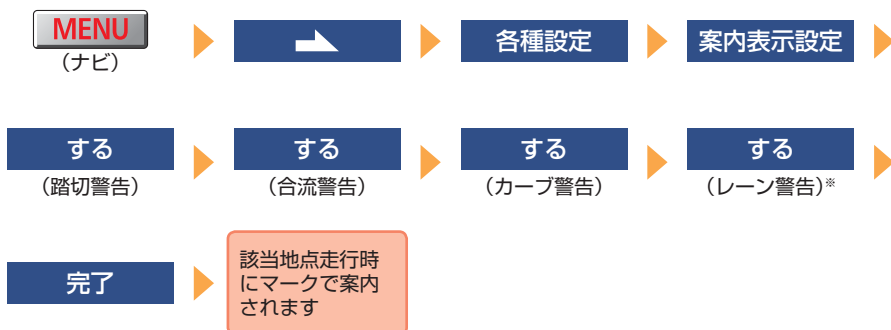 MENU
(ナビ)
各種設定
案内表示設定
する
(踏切警告)
する
(合流警告)
する
(カーブ警告)
する
(レーン警告)※
完了
該当地点走行時
にマークで案内
されます